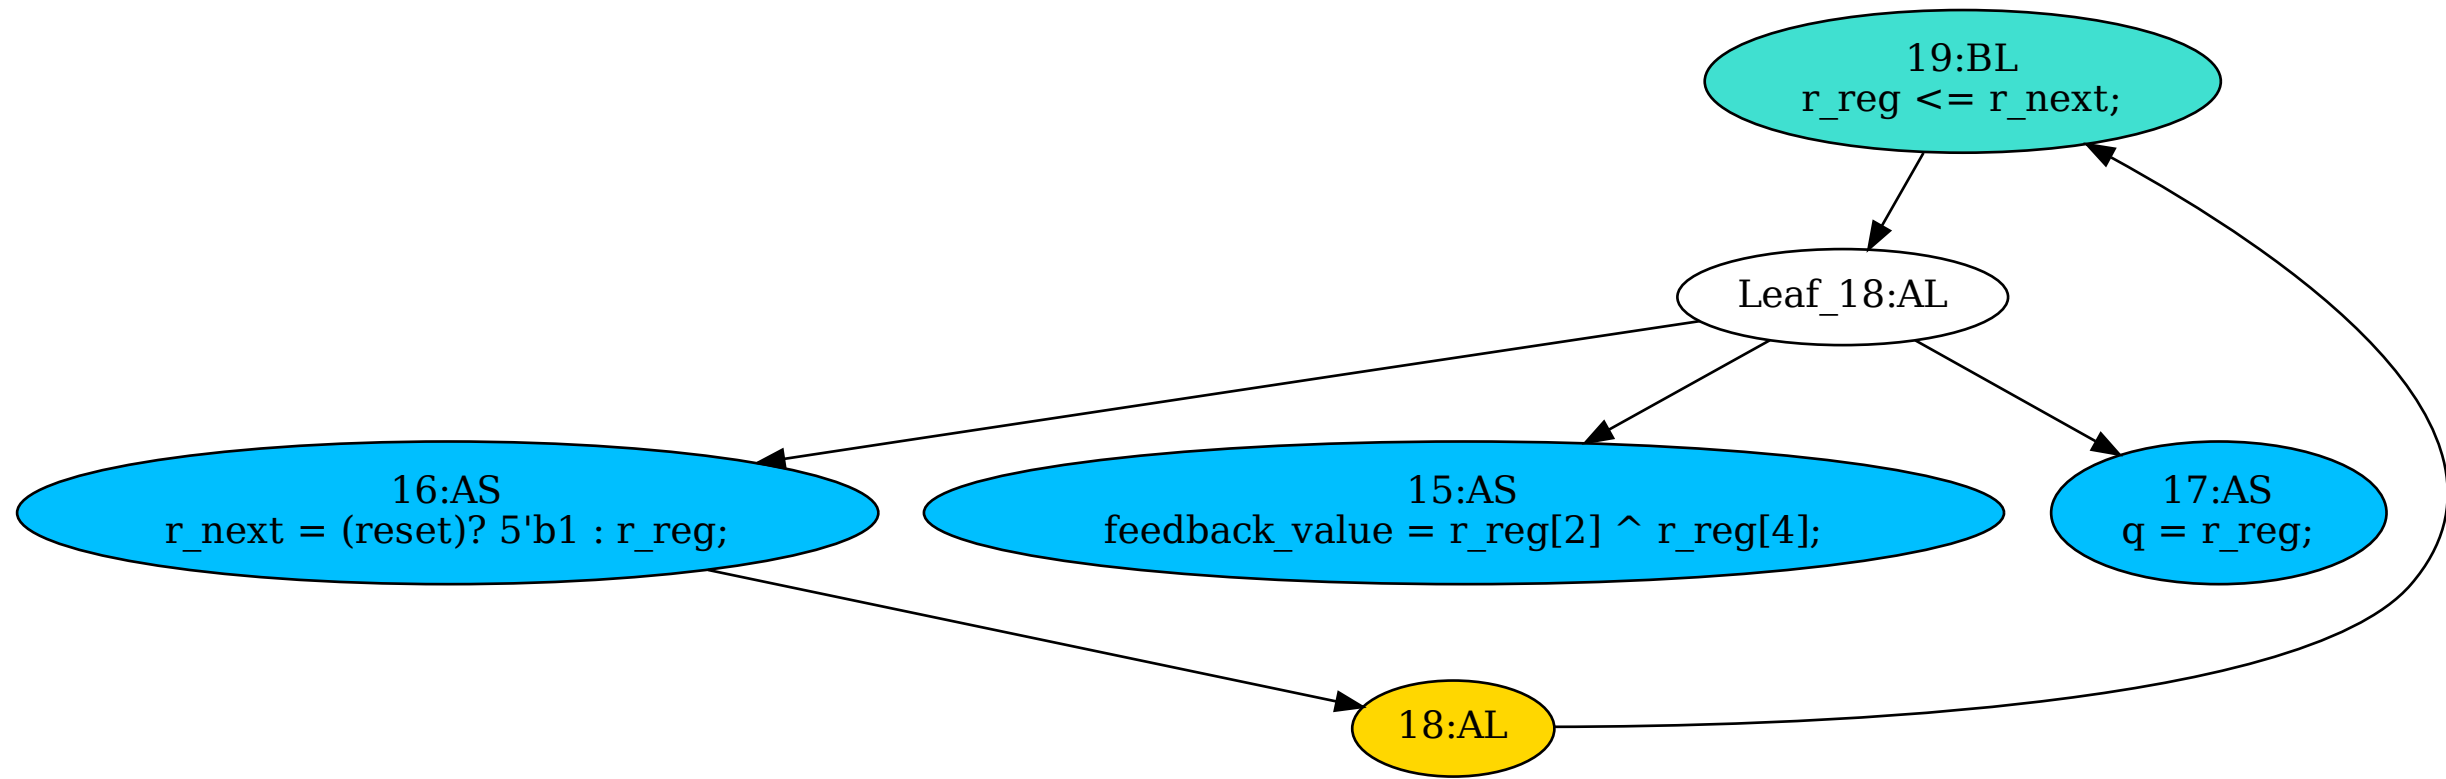 19:BL
r_reg <= r_next;
Leaf_18:AL
16:AS
r_next = (reset)? 5'b1 : r_reg;
15:AS
feedback_value = r_reg[2] ^ r_reg[4];
17:AS
q = r_reg;
18:AL